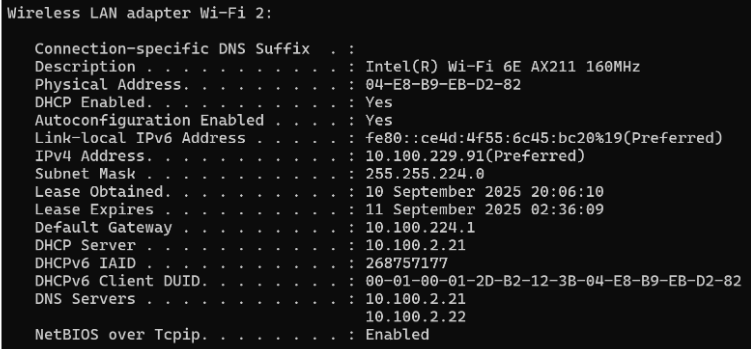 Wireless LAN adapter Wi-Fi 2:
Connection-specific DNS Suffix  . :
Description . . . . . . . . . . . : Intel(R) Wi-Fi 6E AX211 160MHz
Physical Address. . . . . . . . . : 04-E8-B9-EB-D2-82
DHCP Enabled. . . . . . . . . . . : Yes
Autoconfiguration Enabled . . . . : Yes
Link-local IPv6 Address . . . . . : fe80::ce4d:4f55:6c45:bc20%19(Preferred)
IPv4 Address. . . . . . . . . . . : 10.100.229.91(Preferred)
Subnet Mask . . . . . . . . . . . : 255.255.224.0
Lease Obtained. . . . . . . . . . : 10 September 2025 20:06:10
Lease Expires . . . . . . . . . . : 11 September 2025 02:36:09
Default Gateway . . . . . . . . . : 10.100.224.1
DHCP Server . . . . . . . . . . . : 10.100.2.21
DHCPv6 IAID . . . . . . . . . . . : 268757177
DHCPv6 Client DUID. . . . . . . . : 00-01-00-01-2D-B2-12-3B-04-E8-B9-EB-D2-82
DNS Servers . . . . . . . . . . . : 10.100.2.21
10.100.2.22
NetBIOS over Tcpip. . . . . . . . : Enabled